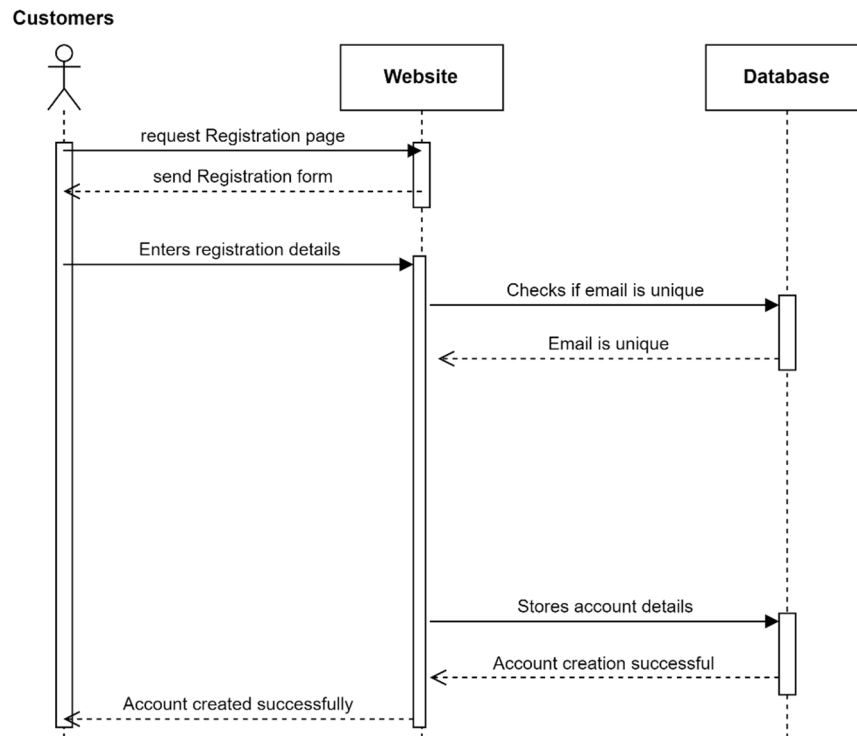 Customers
Website
Database
request Registration page
send Registration form
Enters registration details
Checks if email is unique
Email is unique
Stores account details
Account creation successful
Account created successfully